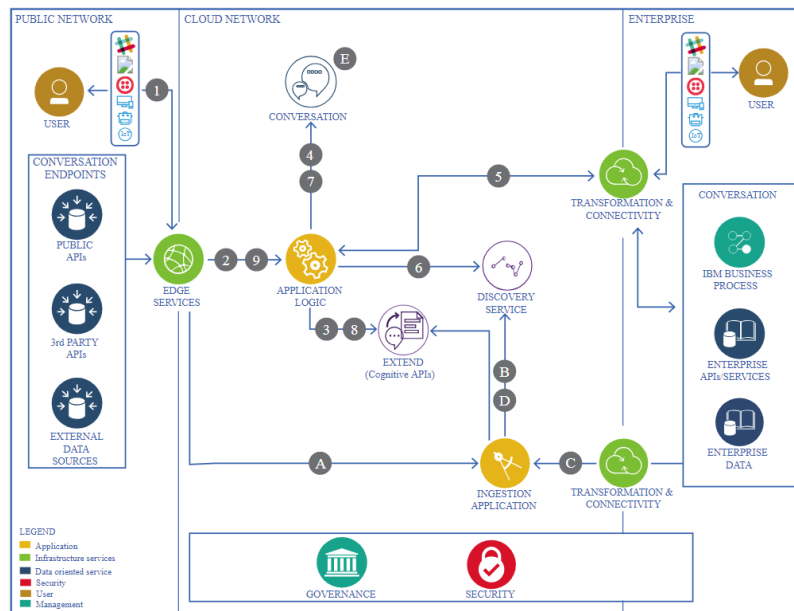 PUBLIC NETWORK
CLOUD NETWORK
ENTERPRISE
E
1
USER
CONVERSATION
USER
IoT
IoT
CONVERSATION
ENDPOINTS
4
7
5
TRANSFORMATION &
CONNECTIVITY
CONVERSATION
PUBLIC
APIs
2
9
6
EDGE
SERVICES
APPLICATION
LOGIC
DISCOVERY
SERVICE
IBM BUSINESS
PROCESS
3rd PARTY
APIs
3
8
EXTEND
(Cognitive APIs)
B
D
ENTERPRISE
APIs/SERVICES
EXTERNAL
DATA
SOURCES
A
C
INGESTION
APPLICATION
TRANSFORMATION &
CONNECTIVITY
ENTERPRISE
DATA
LEGEND
Application
Infrastructure services
Data oriented service
Security
User
Management
GOVERNANCE
SECURITY